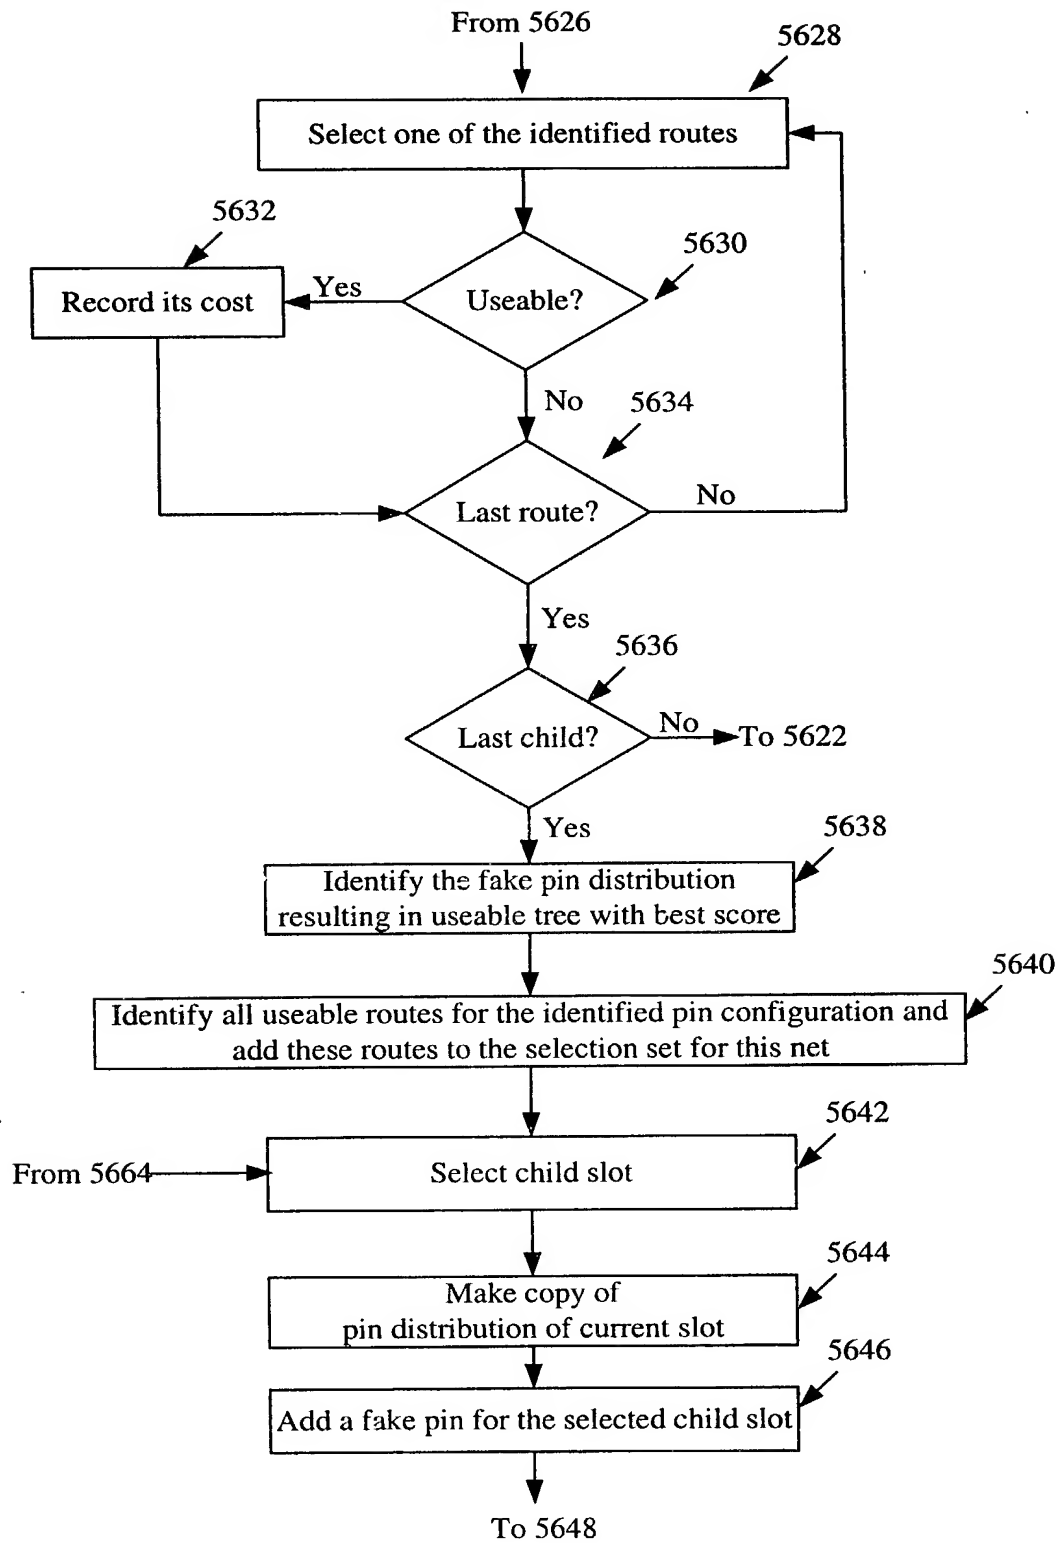 From 5626
5628
Select one of the identified routes
5632
5630
Record its cost
Yes
Useable?
No
5634
Last route?
No
Yes
5636
Last child?
No
To 5622
Yes
5638
Identify the fake pin distribution
resulting in useable tree with best score
5640
Identify all useable routes for the identified pin configuration and
add these routes to the selection set for this net
5642
From 5664
Select child slot
5644
Make copy of
pin distribution of current slot
5646
Add a fake pin for the selected child slot
To 5648